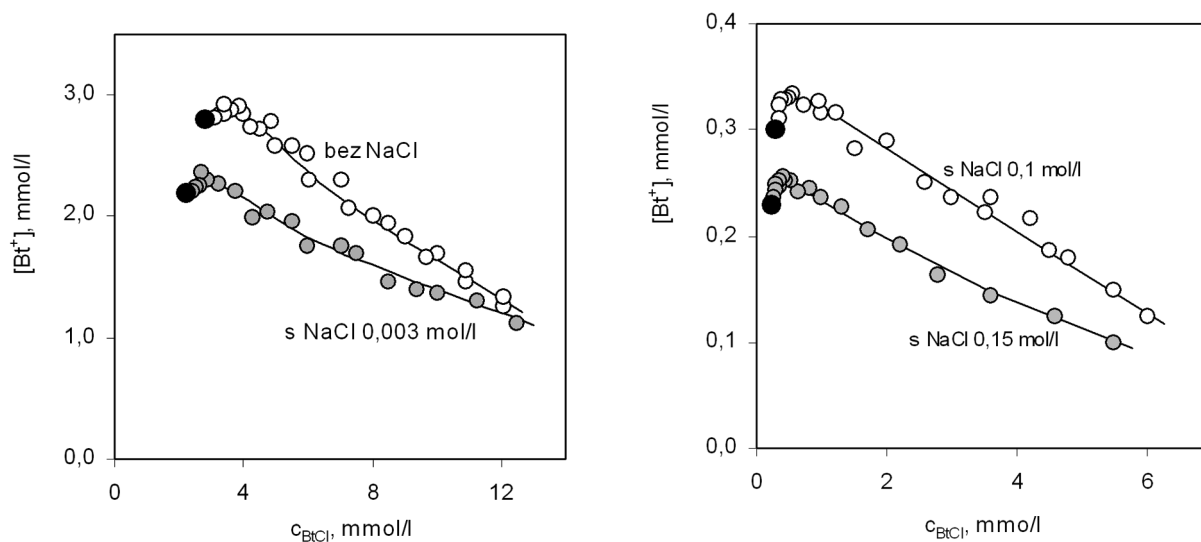 3,0
2,0
1,0
0,0
[Bt⁺], mmol/l
bez NaCl
s NaCl 0,003 mol/l
0
4
8
12
c_BtCl, mmol/l
0,4
0,3
0,2
0,1
0,0
[Bt⁺], mmol/l
s NaCl 0,1 mol/l
s NaCl 0,15 mol/l
0
2
4
6
c_BtCl, mmol/l